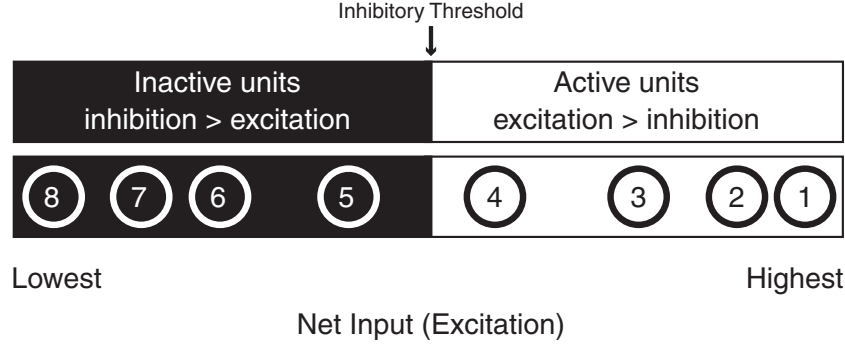 Inhibitory Threshold
Inactive units
inhibition > excitation
Active units
excitation > inhibition
8 7 6 5 4 3 2 1
Lowest
Highest
Net Input (Excitation)